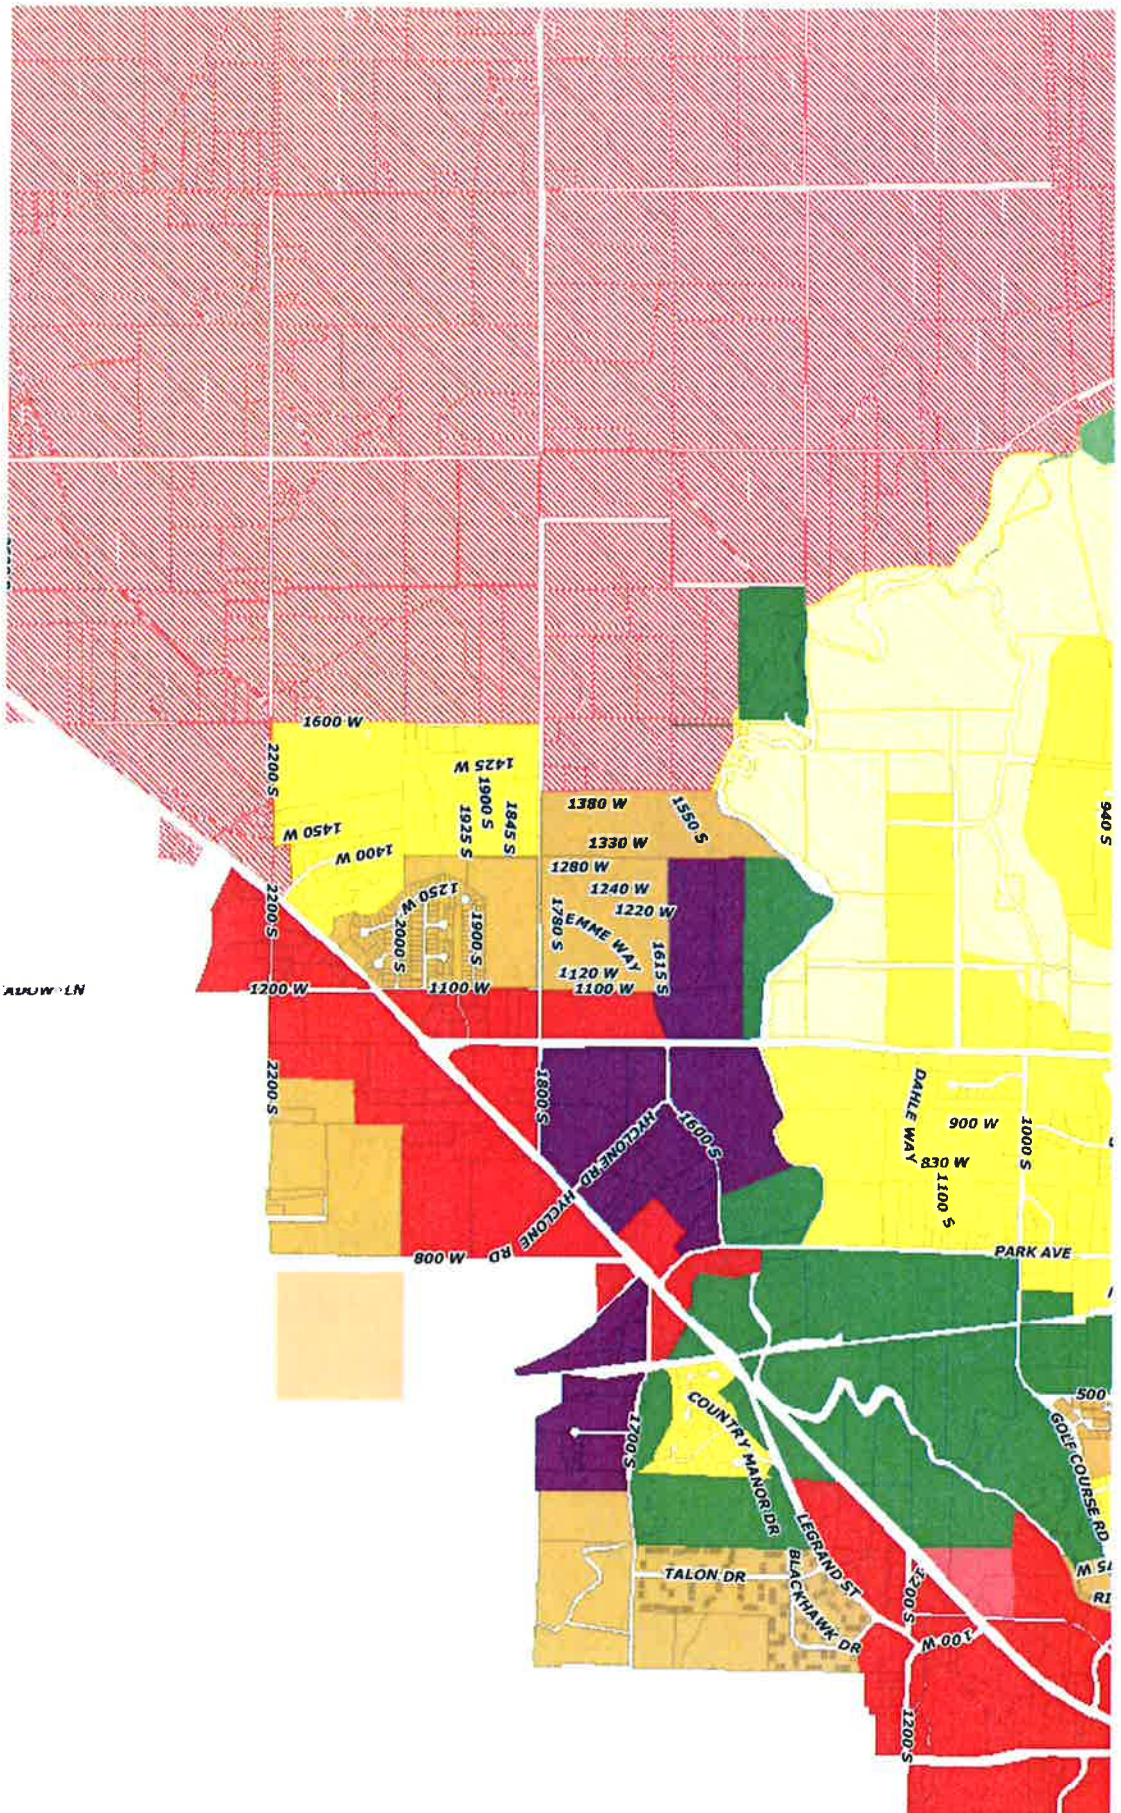 1600 W
2200 S
1425 W
1900 S
1845 S
1925 S
1380 W
1550 S
940 S
1450 W
1400 W
1330 W
1280 W
1240 W
1250 W
1220 W
2200 S
2000 S
1900 S
1780 S
EMME WAY
1615 S
1120 W
1200 W
1100 W
1100 W
2200 S
1800 S
HYCLONE RD
1600 S
DAHLE WAY
900 W
1000 S
830 W
1100 S
HYCLONE RD
800 W
PARK AVE
500
1700 S
COUNTRY MANOR DR
GOLF COURSE RD
LEGRAND ST
TALON DR
BLACKHAWK DR
1200 S
100 W
1200 S